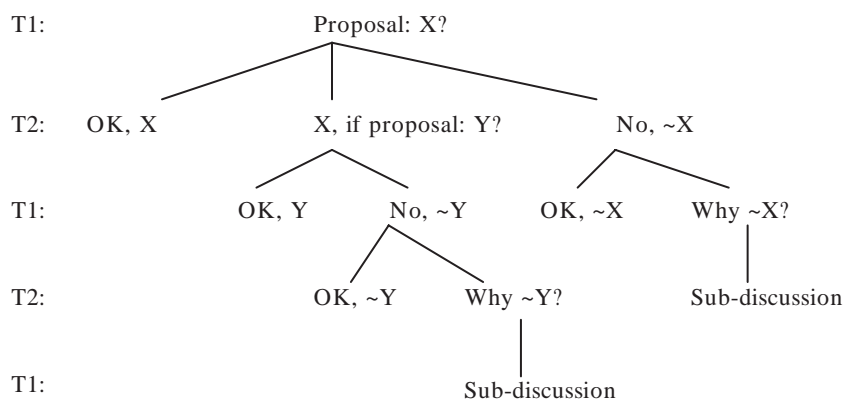 T1: Proposal: X?
T2: OK, X X, if proposal: Y? No, ~X
T1: OK, Y No, ~Y OK, ~X Why ~X?
T2: OK, ~Y Why ~Y? Sub-discussion
T1: Sub-discussion